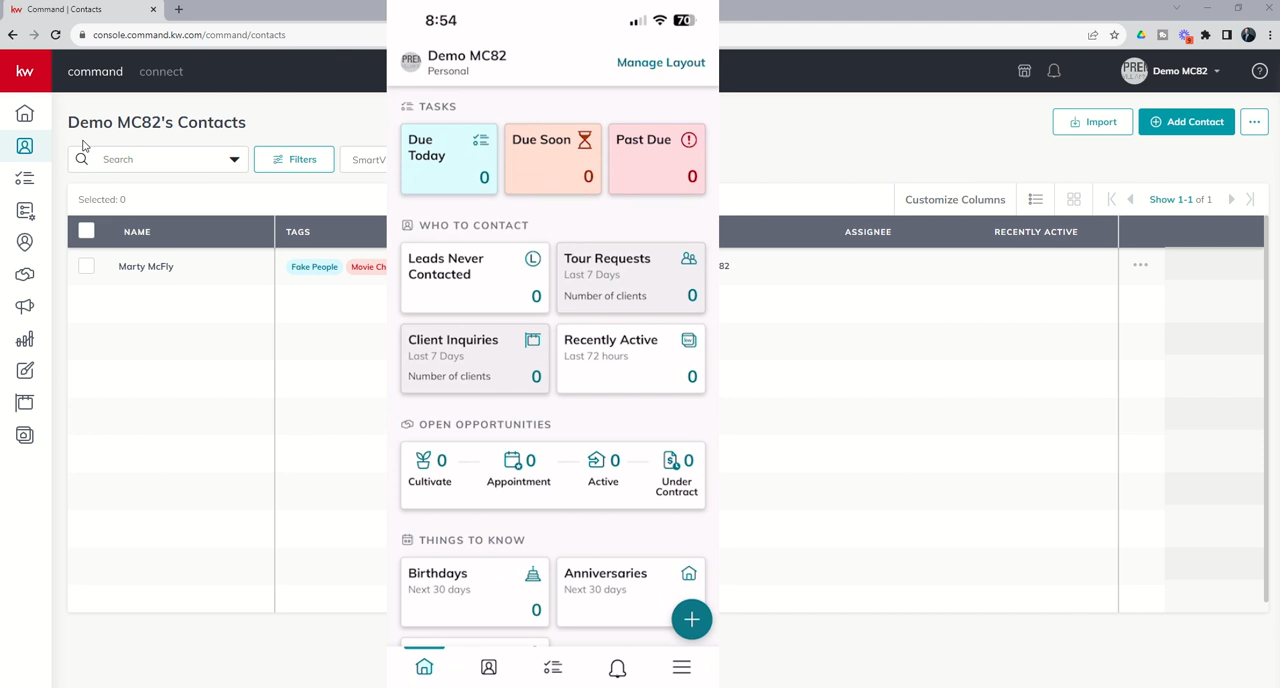 kw Command | Contacts
console.command.kw.com/command/contacts
kw
command connect
Demo MC82
Demo MC82's Contacts
Import
Add Contact
Search
Filters
SmartV
Selected: 0
Customize Columns
Show 1-1 of 1
NAME
TAGS
ASSIGNEE
RECENTLY ACTIVE
Marty McFly
Fake People
Movie Ch
82
8:54
70
Demo MC82
Personal
Manage Layout
TASKS
Due Today
0
Due Soon
0
Past Due
0
WHO TO CONTACT
Leads Never Contacted
0
Tour Requests
Last 7 Days
Number of clients 0
Client Inquiries
Last 7 Days
Number of clients 0
Recently Active
Last 72 hours
0
OPEN OPPORTUNITIES
0 0 0 0
Cultivate Appointment Active Under Contract
THINGS TO KNOW
Birthdays
Next 30 days
0
Anniversaries
Next 30 days